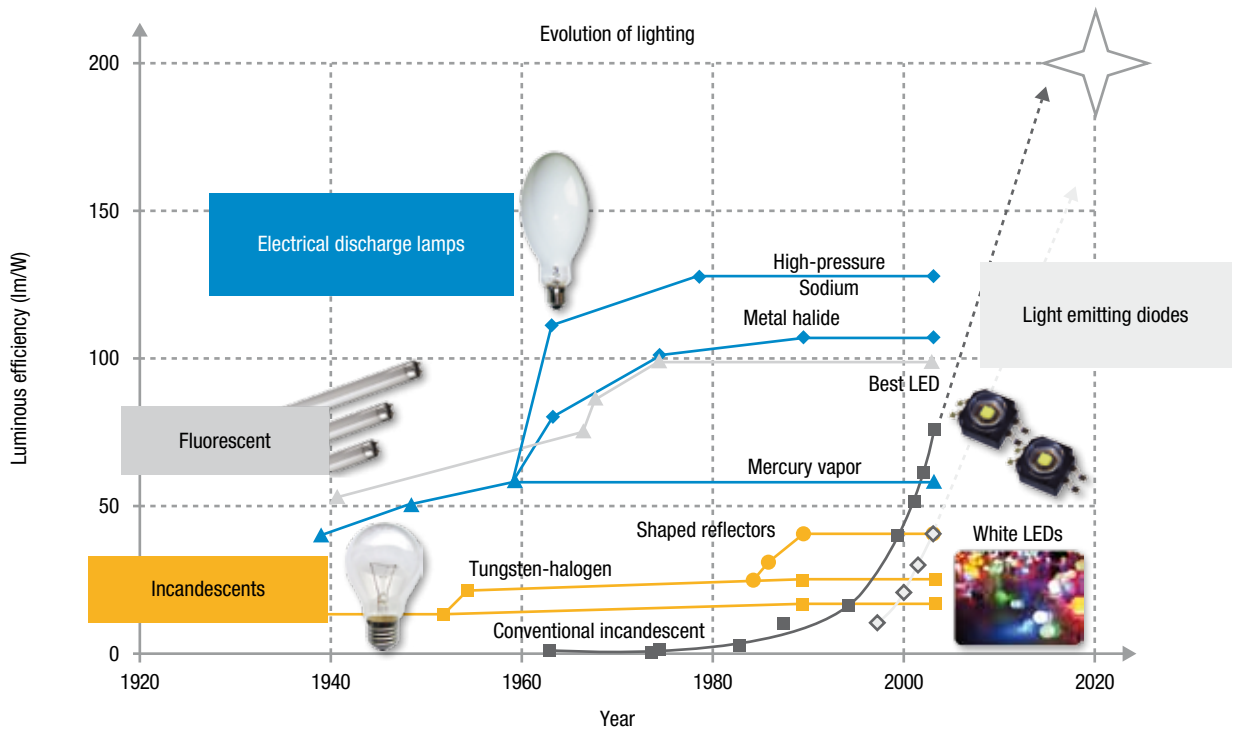 Evolution of lighting
200
150
100
50
0
Luminous efficiency (lm/W)
Electrical discharge lamps
High-pressure
Sodium
Metal halide
Light emitting diodes
Best LED
Fluorescent
Mercury vapor
Shaped reflectors
White LEDs
Tungsten-halogen
Incandescents
Conventional incandescent
1920
1940
1960
1980
2000
2020
Year